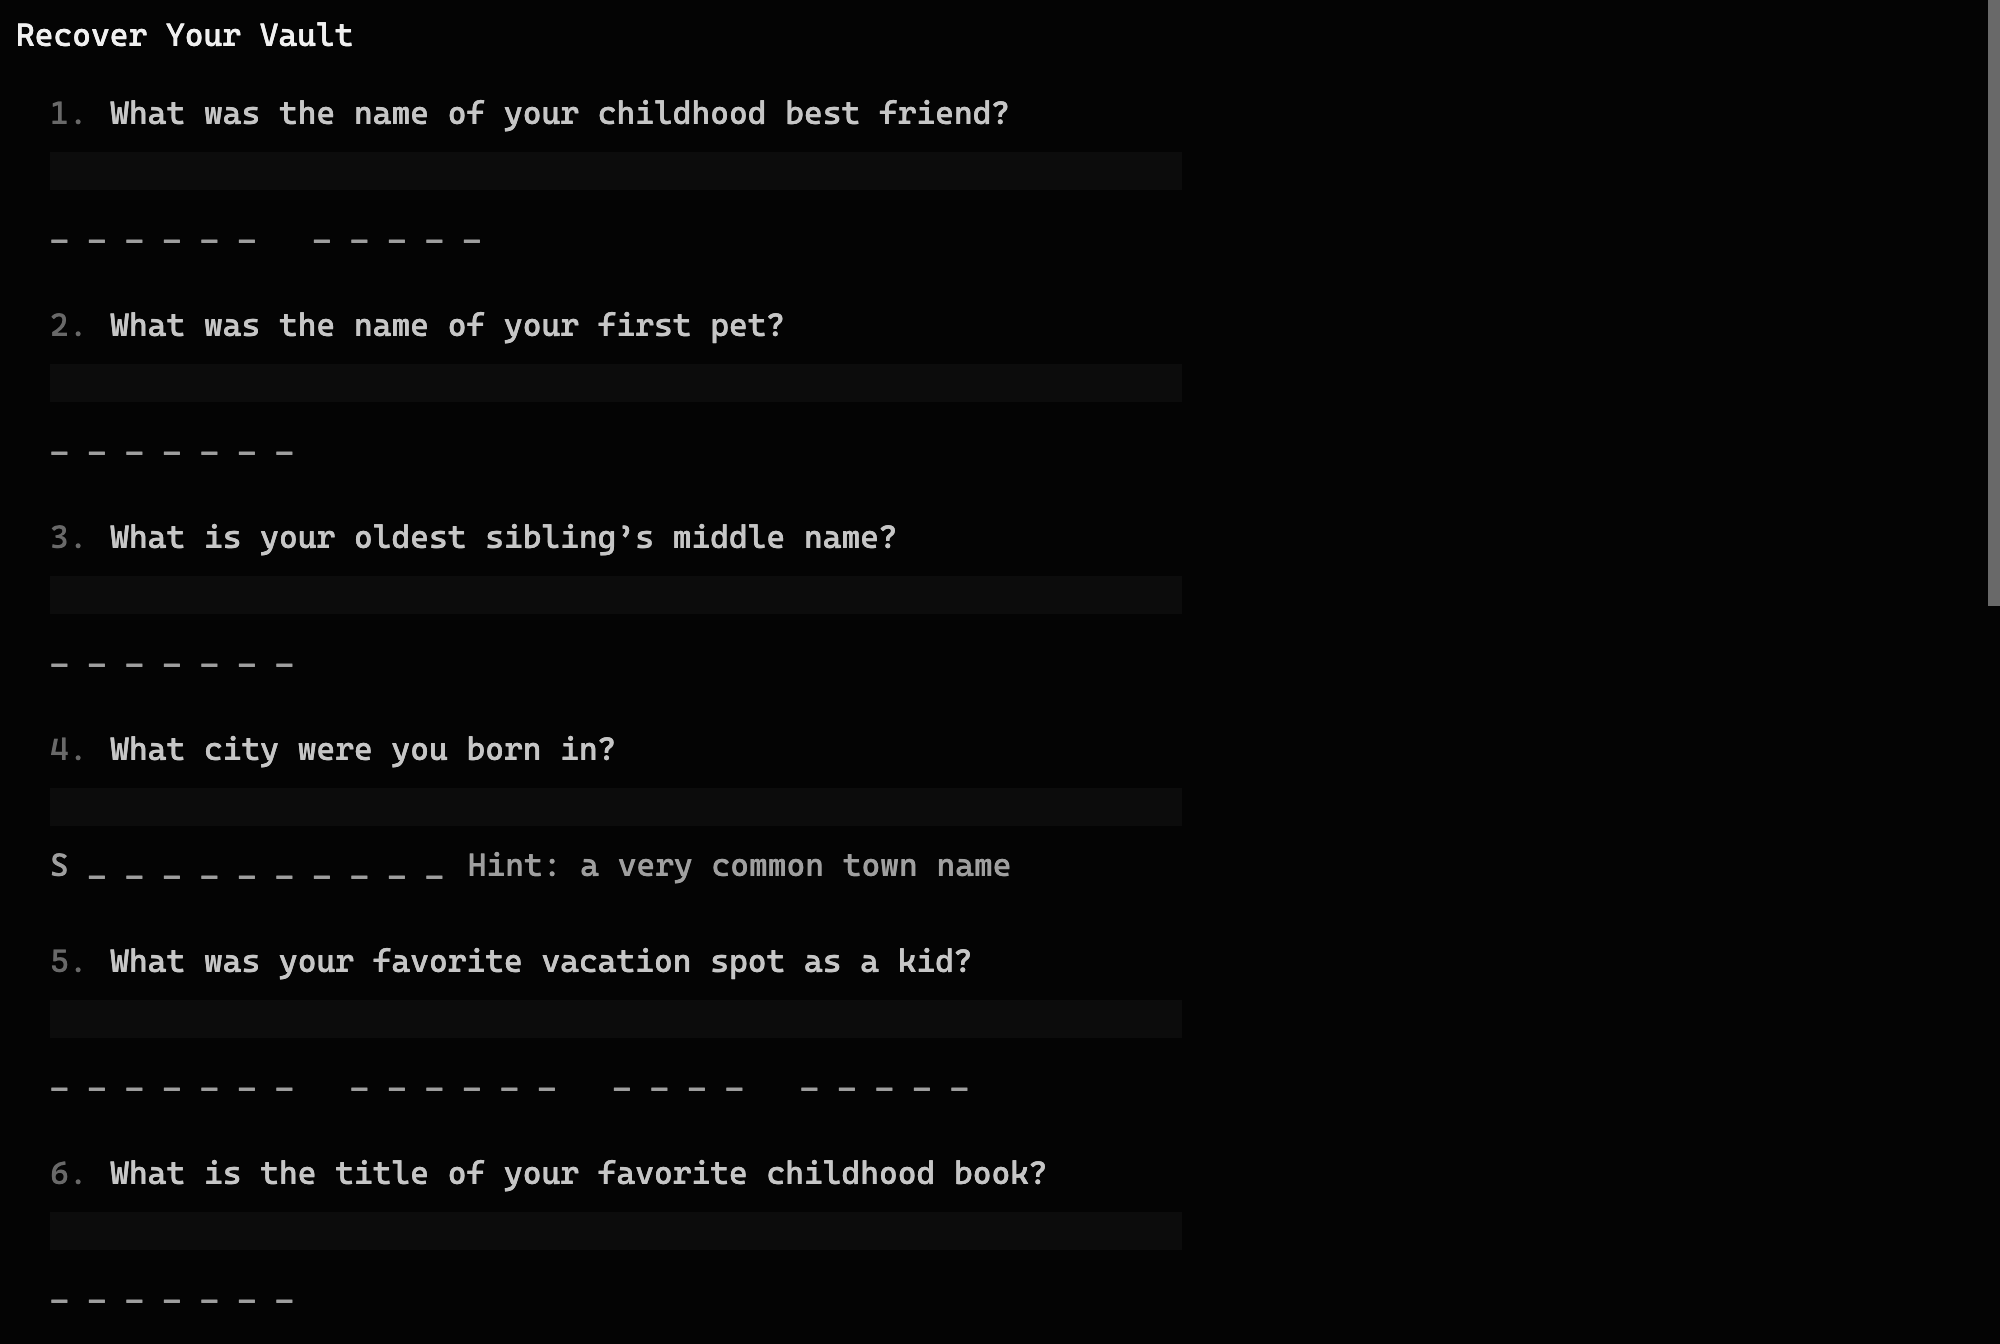 Recover Your Vault
1. What was the name of your childhood best friend?
_ _ _ _ _ _   _ _ _ _ _
2. What was the name of your first pet?
_ _ _ _ _ _ _
3. What is your oldest sibling’s middle name?
_ _ _ _ _ _ _
4. What city were you born in?
S _ _ _ _ _ _ _ _ _ _ Hint: a very common town name
5. What was your favorite vacation spot as a kid?
_ _ _ _ _ _ _   _ _ _ _ _ _   _ _ _ _   _ _ _ _ _
6. What is the title of your favorite childhood book?
_ _ _ _ _ _ _